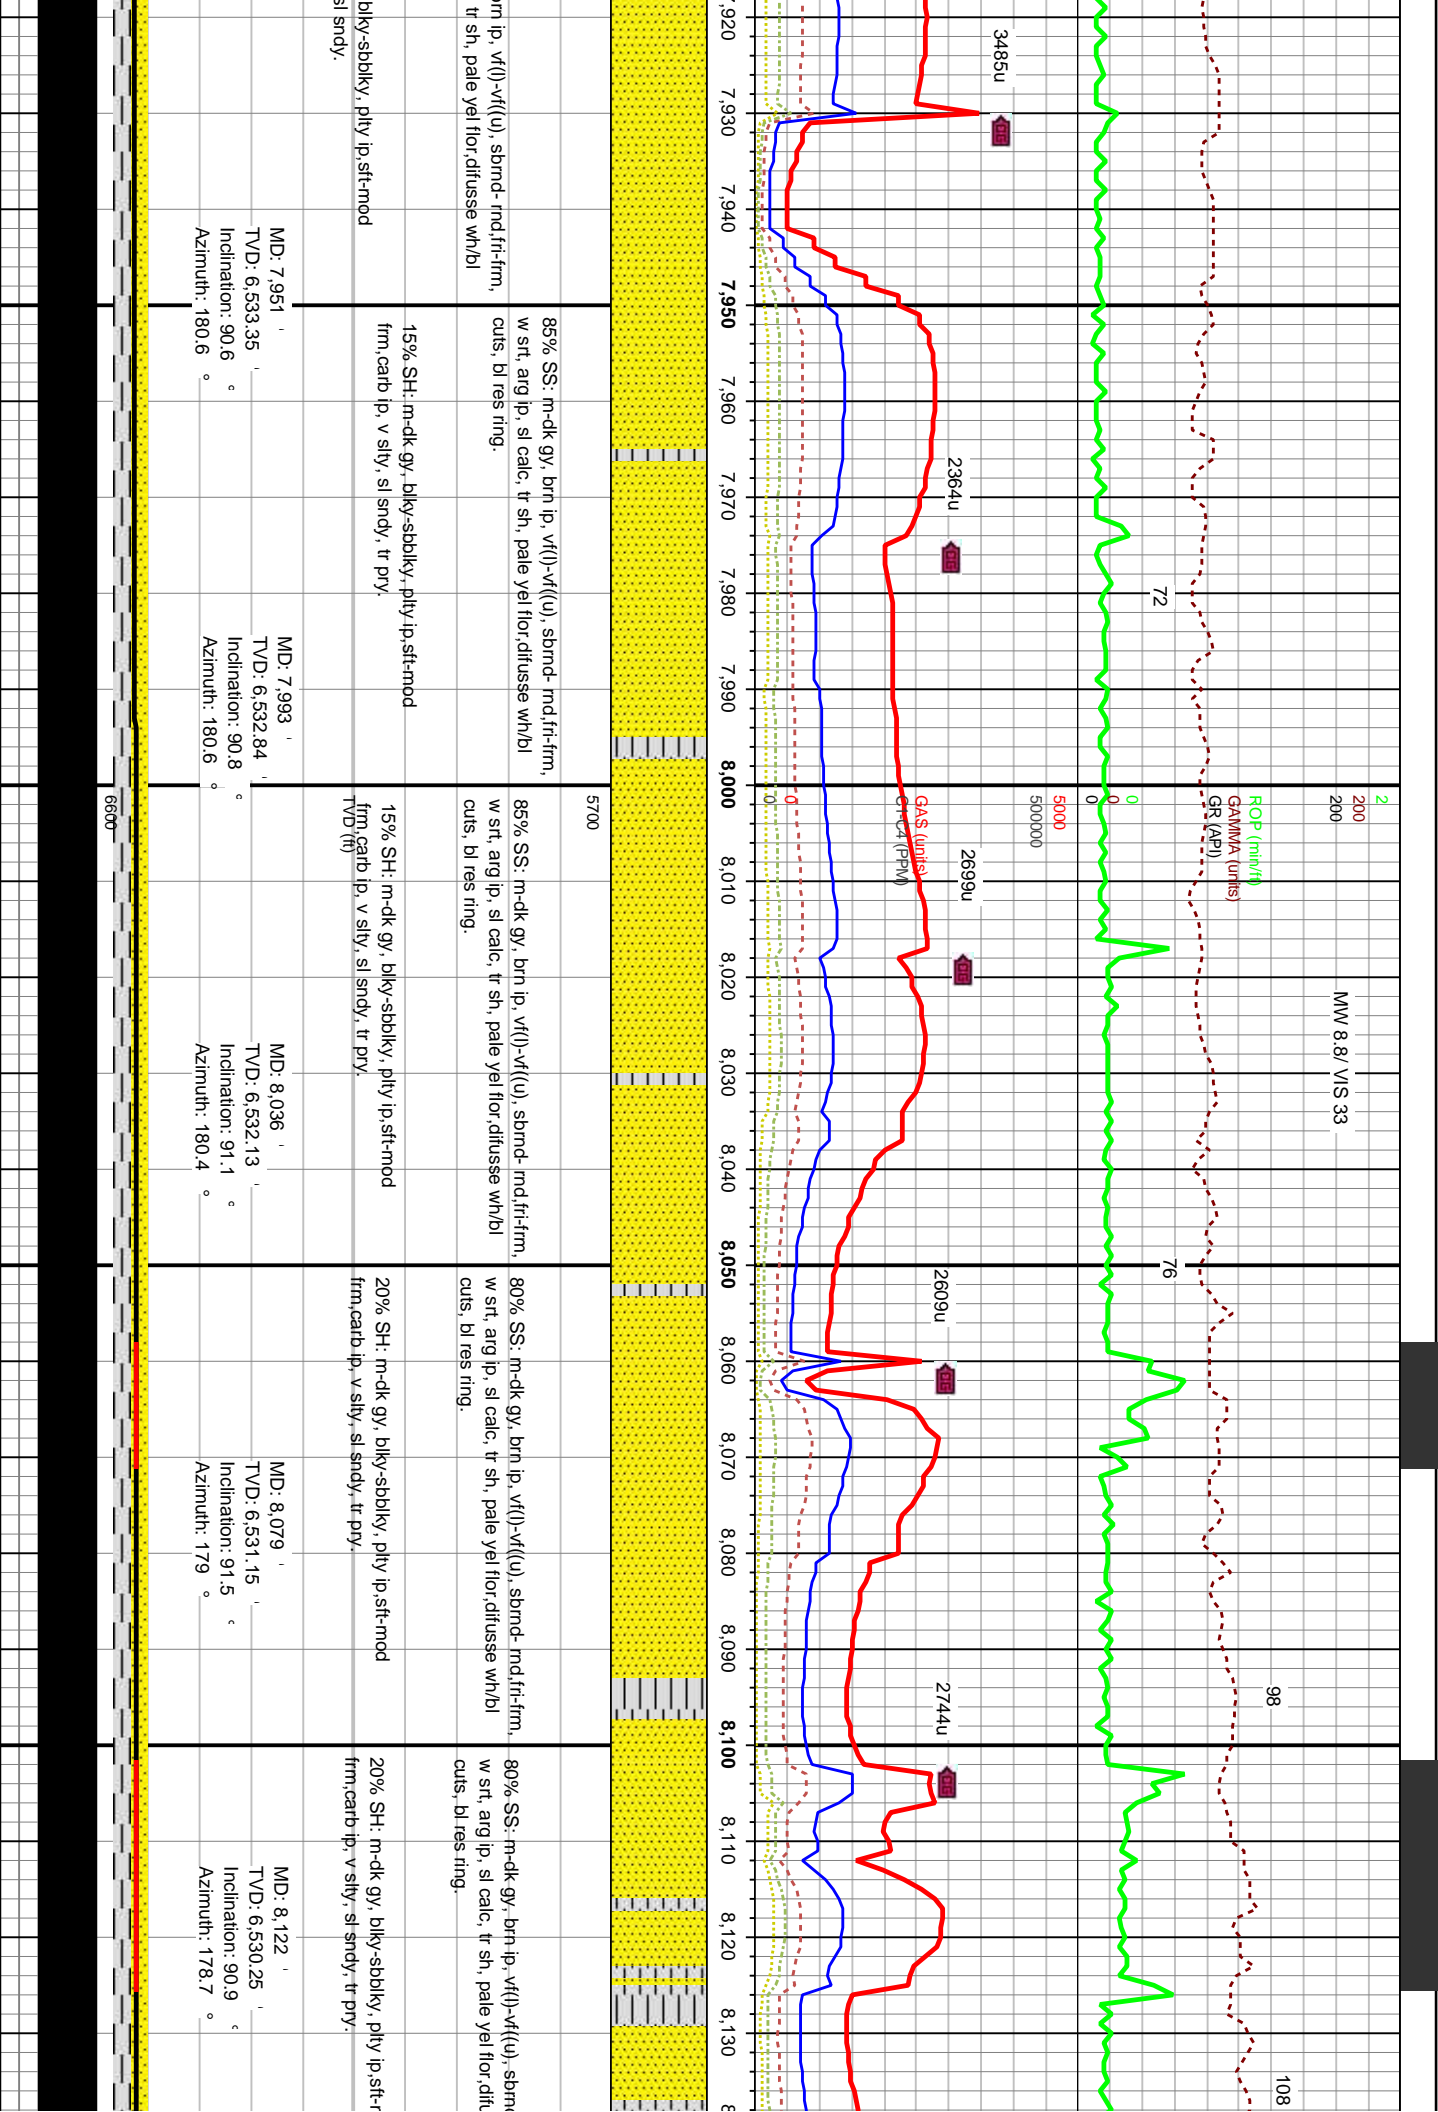 MW 8.8/ VIS 33
72
76
98
108
2
200
200
ROP (min/ft)
GAMMA (units)
GR (API)
0
0
0
5000
500000
GAS (units)
C1-C4 (PPM)
0
0
3485u
2364u
2699u
2609u
2744u
7,920
7,930
7,940
7,950
7,960
7,970
7,980
7,990
8,000
8,010
8,020
8,030
8,040
8,050
8,060
8,070
8,080
8,090
8,100
8,110
8,120
8,130
5700
TVD (ft)
6600
rn ip, vf(l)-vf((u), sbrnd- rnd,fri-frm,
tr sh, pale yel flor,difusse wh/bl
blky-sbblky, plty ip,sft-mod
sl sndy.
85% SS: m-dk gy, brn ip, vf(l)-vf((u), sbrnd- rnd,fri-frm,
w srt, arg ip, sl calc, tr sh, pale yel flor,difusse wh/bl
cuts, bl res ring.
15% SH: m-dk gy, blky-sbblky, plty ip,sft-mod
frm,carb ip, v slty, sl sndy, tr pry.
85% SS: m-dk gy, brn ip, vf(l)-vf((u), sbrnd- rnd,fri-frm,
w srt, arg ip, sl calc, tr sh, pale yel flor,difusse wh/bl
cuts, bl res ring.
15% SH: m-dk gy, blky-sbblky, plty ip,sft-mod
frm,carb ip, v slty, sl sndy, tr pry.
80% SS: m-dk gy, brn ip, vf(l)-vf((u), sbrnd- rnd,fri-frm,
w srt, arg ip, sl calc, tr sh, pale yel flor,difusse wh/bl
cuts, bl res ring.
20% SH: m-dk gy, blky-sbblky, plty ip,sft-mod
frm,carb ip, v slty, sl sndy, tr pry.
80% SS: m-dk gy, brn ip, vf(l)-vf((u), sbrn
w srt, arg ip, sl calc, tr sh, pale yel flor,difu
cuts, bl res ring.
20% SH: m-dk gy, blky-sbblky, plty ip,sft-r
frm,carb ip, v slty, sl sndy, tr pry.
MD: 7,951 '
TVD: 6,533.35 '
Inclination: 90.6 °
Azimuth: 180.6 °
MD: 7,993 '
TVD: 6,532.84 '
Inclination: 90.8 °
Azimuth: 180.6 °
MD: 8,036 '
TVD: 6,532.13 '
Inclination: 91.1 °
Azimuth: 180.4 °
MD: 8,079 '
TVD: 6,531.15 '
Inclination: 91.5 °
Azimuth: 179 °
MD: 8,122 '
TVD: 6,530.25 '
Inclination: 90.9 °
Azimuth: 178.7 °